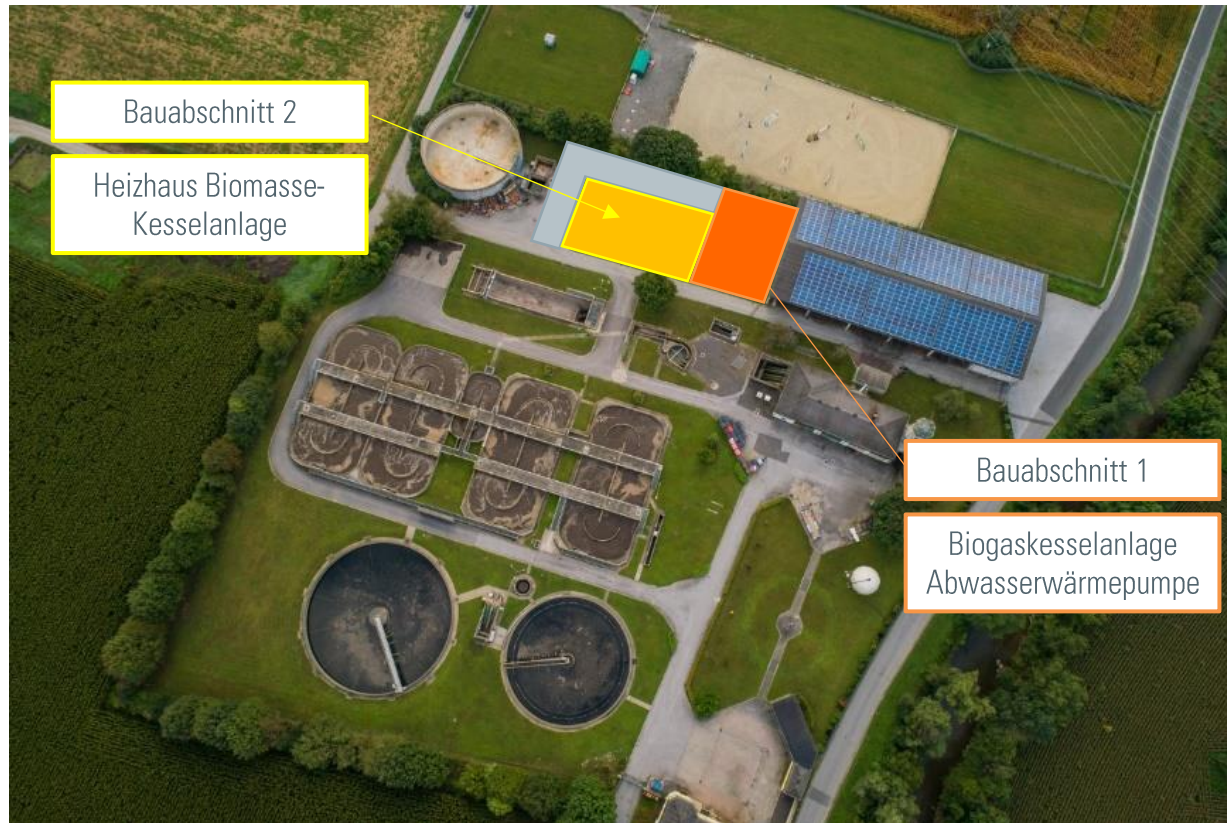 Bauabschnitt 2
Heizhaus Biomasse-
Kesselanlage
Bauabschnitt 1
Biogaskesselanlage
Abwasserwärmepumpe